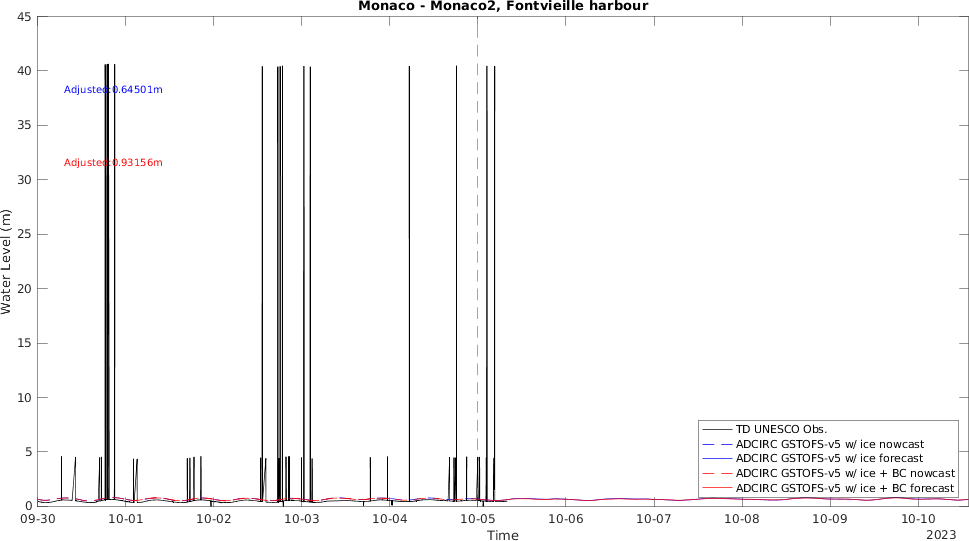 Monaco - Monaco2, Fontvieille harbour
45
40
35
30
25
20
15
10
5
0
Water Level (m)
Adjusted:0.64501m
Adjusted:0.93156m
TD UNESCO Obs.
ADCIRC GSTOFS-v5 w/ ice nowcast
ADCIRC GSTOFS-v5 w/ ice forecast
ADCIRC GSTOFS-v5 w/ ice + BC nowcast
ADCIRC GSTOFS-v5 w/ ice + BC forecast
09-30 10-01 10-02 10-03 10-04 10-05 10-06 10-07 10-08 10-09 10-10
Time
2023